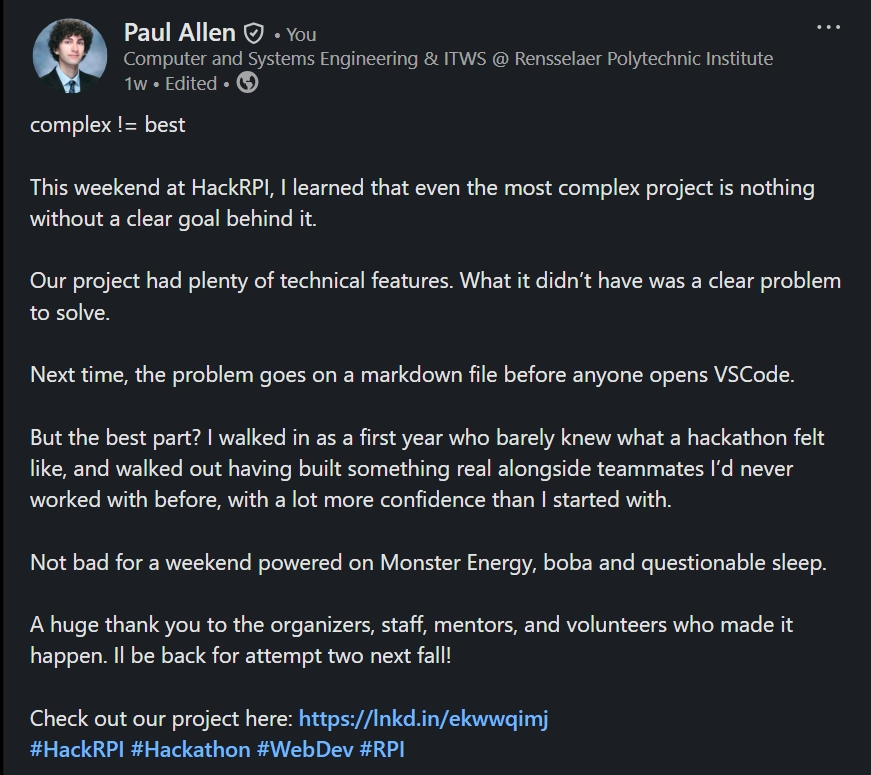 Paul Allen • You
Computer and Systems Engineering & ITWS @ Rensselaer Polytechnic Institute
1w • Edited •
complex != best
This weekend at HackRPI, I learned that even the most complex project is nothing
without a clear goal behind it.
Our project had plenty of technical features. What it didn’t have was a clear problem
to solve.
Next time, the problem goes on a markdown file before anyone opens VSCode.
But the best part? I walked in as a first year who barely knew what a hackathon felt
like, and walked out having built something real alongside teammates I’d never
worked with before, with a lot more confidence than I started with.
Not bad for a weekend powered on Monster Energy, boba and questionable sleep.
A huge thank you to the organizers, staff, mentors, and volunteers who made it
happen. Il be back for attempt two next fall!
Check out our project here: https://lnkd.in/ekwwqimj
#HackRPI #Hackathon #WebDev #RPI